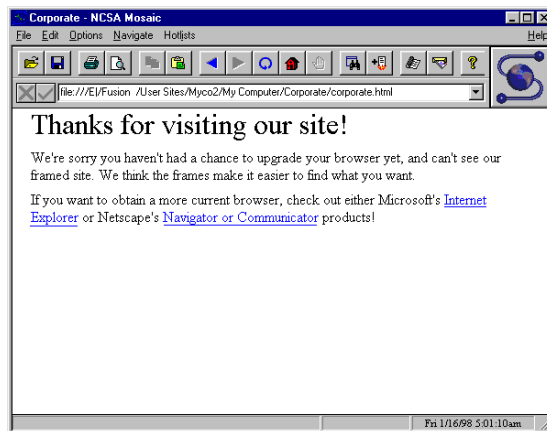 Corporate - NCSA Mosaic
File Edit Options Navigate Hotlists Help
file:///E|/Fusion /User Sites/Myco2/My Computer/Corporate/corporate.html
Thanks for visiting our site!
We're sorry you haven't had a chance to upgrade your browser yet, and can't see our
framed site. We think the frames make it easier to find what you want.
If you want to obtain a more current browser, check out either Microsoft's Internet
Explorer or Netscape's Navigator or Communicator products!
Fri 1/16/98 5:01:10am